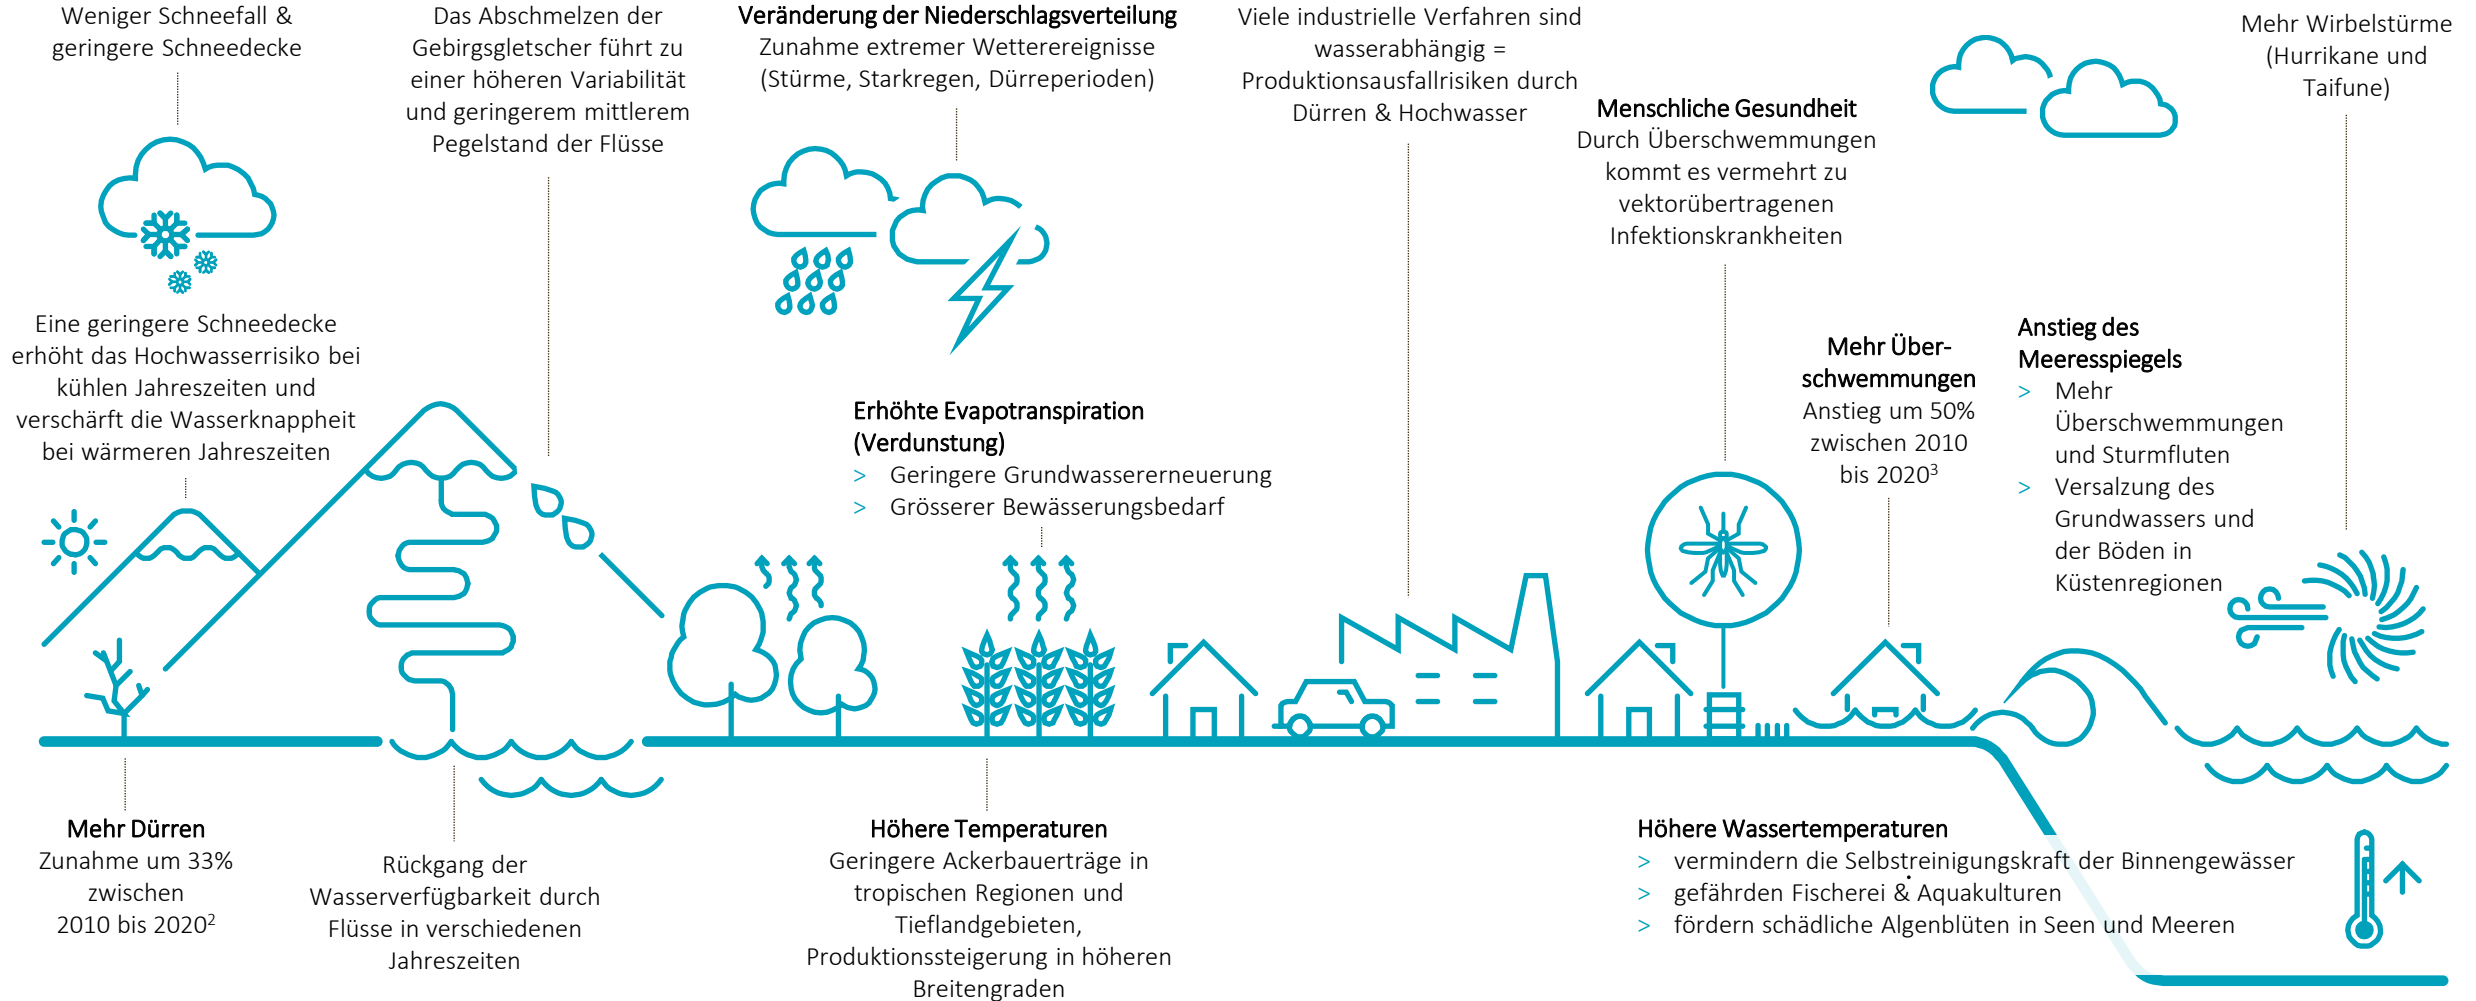 Weniger Schneefall &
geringere Schneedecke
Eine geringere Schneedecke
erhöht das Hochwasserrisiko bei
kühlen Jahreszeiten und
verschärft die Wasserknappheit
bei wärmeren Jahreszeiten
Das Abschmelzen der
Gebirgsgletscher führt zu
einer höheren Variabilität
und geringerem mittlerem
Pegelstand der Flüsse
Veränderung der Niederschlagsverteilung
Zunahme extremer Wetterereignisse
(Stürme, Starkregen, Dürreperioden)
Erhöhte Evapotranspiration
(Verdunstung)
> Geringere Grundwassererneuerung
> Grösserer Bewässerungsbedarf
Viele industrielle Verfahren sind
wasserabhängig =
Produktionsausfallrisiken durch
Dürren & Hochwasser
Menschliche Gesundheit
Durch Überschwemmungen
kommt es vermehrt zu
vektorübertragenen
Infektionskrankheiten
Mehr Über-
schwemmungen
Anstieg um 50%
zwischen 2010
bis 2020³
Anstieg des
Meeresspiegels
> Mehr
Überschwemmungen
und Sturmfluten
> Versalzung des
Grundwassers und
der Böden in
Küstenregionen
Mehr Wirbelstürme
(Hurrikane und
Taifune)
Mehr Dürren
Zunahme um 33%
zwischen
2010 bis 2020²
Rückgang der
Wasserverfügbarkeit durch
Flüsse in verschiedenen
Jahreszeiten
Höhere Temperaturen
Geringere Ackerbauerträge in
tropischen Regionen und
Tieflandgebieten,
Produktionssteigerung in höheren
Breitengraden
Höhere Wassertemperaturen
> vermindern die Selbstreinigungskraft der Binnengewässer
> gefährden Fischerei & Aquakulturen
> fördern schädliche Algenblüten in Seen und Meeren